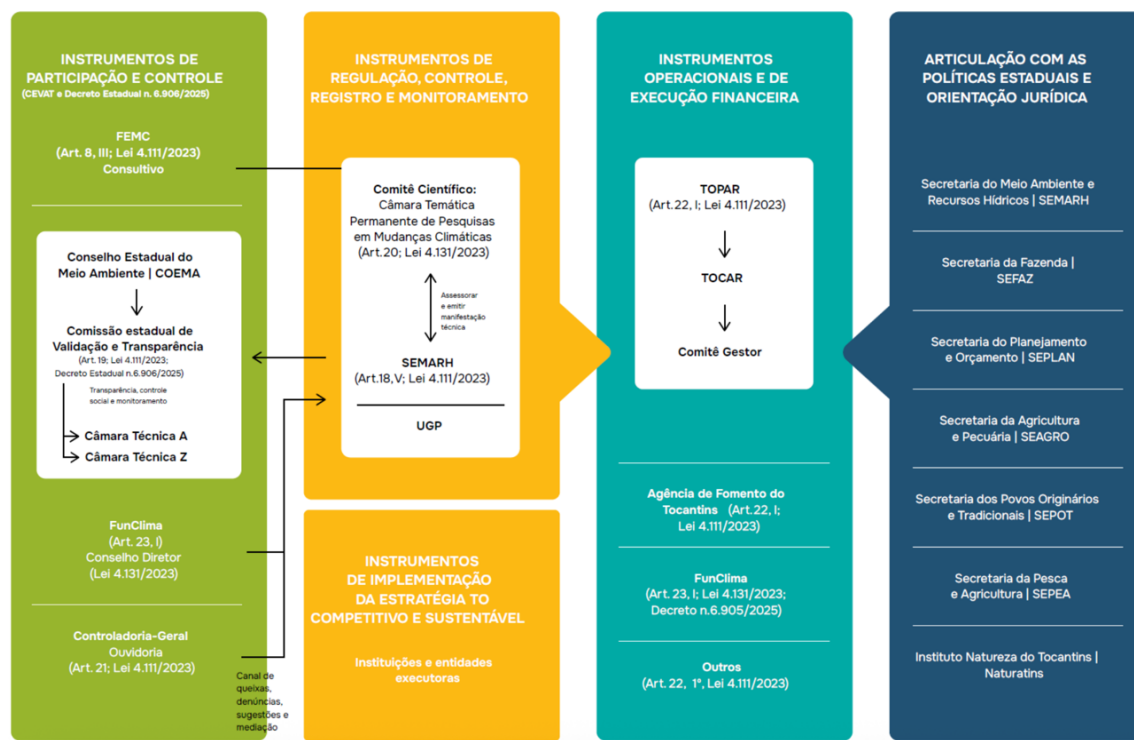 INSTRUMENTOS DE
PARTICIPAÇÃO E CONTROLE
(CEVAT e Decreto Estadual n. 6.906/2025)
FEMC
(Art. 8, III; Lei 4.111/2023)
Consultivo
Conselho Estadual do
Meio Ambiente | COEMA
Comissão estadual de
Validação e Transparência
(Art. 19; Lei 4.111/2023;
Decreto Estadual n.6.906/2025)
Transparência, controle
social e monitoramento
Câmara Técnica A
Câmara Técnica Z
FunClima
(Art. 23, I)
Conselho Diretor
(Lei 4.131/2023)
Controladoria-Geral
Ouvidoria
(Art. 21; Lei 4.111/2023)
Canal de
queixas,
denúncias,
sugestões e
mediação
INSTRUMENTOS DE
REGULAÇÃO, CONTROLE,
REGISTRO E MONITORAMENTO
Comitê Científico:
Câmara Temática
Permanente de Pesquisas
em Mudanças Climáticas
(Art.20; Lei 4.131/2023)
Assessorar
e emitir
manifestação
técnica
SEMARH
(Art.18,V; Lei 4.111/2023)
UGP
INSTRUMENTOS
DE IMPLEMENTAÇÃO
DA ESTRATÉGIA TO
COMPETITIVO E SUSTENTÁVEL
Instituições e entidades
executoras
INSTRUMENTOS
OPERACIONAIS E DE
EXECUÇÃO FINANCEIRA
TOPAR
(Art.22, I; Lei 4.111/2023)
TOCAR
Comitê Gestor
Agência de Fomento do
Tocantins (Art.22, I;
Lei 4.111/2023)
FunClima
(Art. 23, I; Lei 4.131/2023;
Decreto n.6.905/2025)
Outros
(Art. 22, 1º, Lei 4.111/2023)
ARTICULAÇÃO COM AS
POLÍTICAS ESTADUAIS E
ORIENTAÇÃO JURÍDICA
Secretaria do Meio Ambiente e
Recursos Hídricos | SEMARH
Secretaria da Fazenda |
SEFAZ
Secretaria do Planejamento
e Orçamento | SEPLAN
Secretaria da Agricultura
e Pecuária | SEAGRO
Secretaria dos Povos Originários
e Tradicionais | SEPOT
Secretaria da Pesca
e Agricultura | SEPEA
Instituto Natureza do Tocantins |
Naturatins